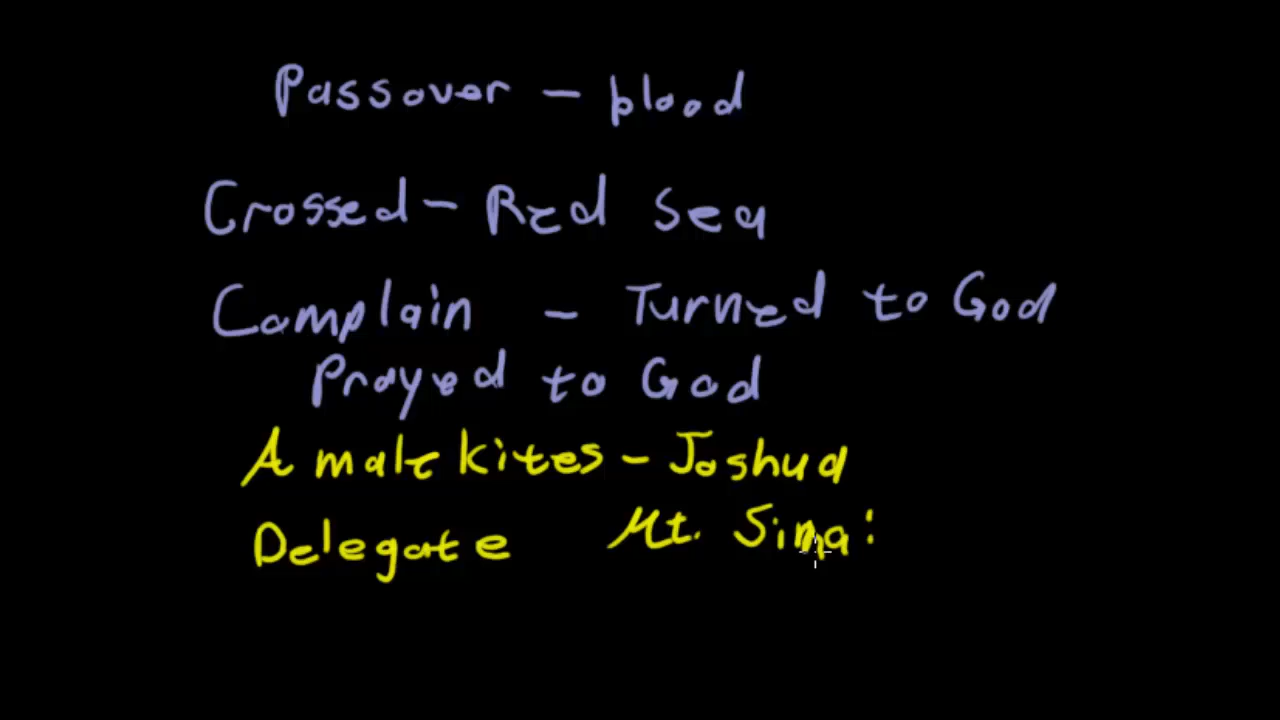 Passover - blood
Crossed - Red Sea
Complain - Turned to God
Prayed to God
Amalekites - Joshua
Delegate Mt. Sinai